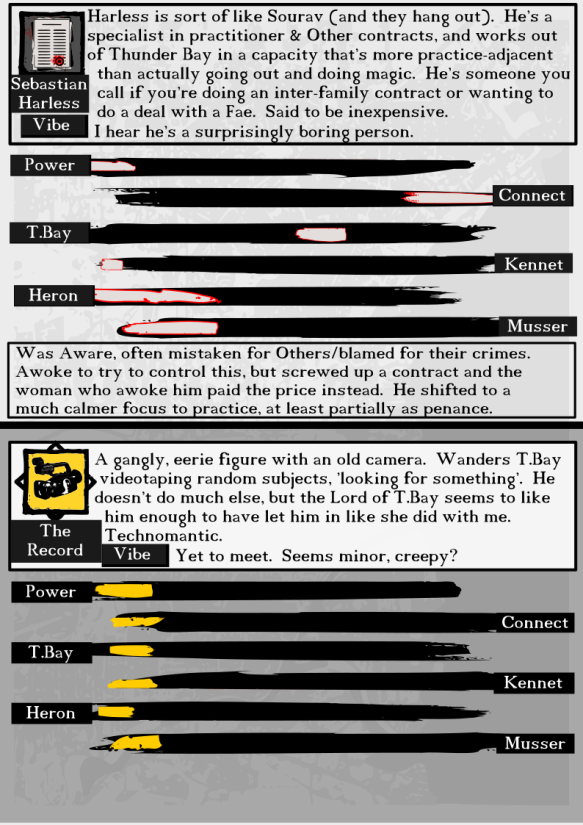 Harless is sort of like Sourav (and they hang out). He's a
specialist in practitioner & Other contracts, and works out
of Thunder Bay in a capacity that's more practice-adjacent
than actually going out and doing magic. He's someone you
call if you're doing an inter-family contract or wanting to
do a deal with a Fae. Said to be inexpensive.
I hear he's a surprisingly boring person.
Sebastian
Harless
Vibe
Power
Connect
T.Bay
Kennet
Heron
Musser
Was Aware, often mistaken for Others/blamed for their crimes.
Awoke to try to control this, but screwed up a contract and the
woman who awoke him paid the price instead. He shifted to a
much calmer focus to practice, at least partially as penance.
A gangly, eerie figure with an old camera. Wanders T.Bay
videotaping random subjects, 'looking for something'. He
doesn't do much else, but the Lord of T.Bay seems to like
him enough to have let him in like she did with me.
Technomantic.
The
Record
Vibe
Yet to meet. Seems minor, creepy?
Power
Connect
T.Bay
Kennet
Heron
Musser